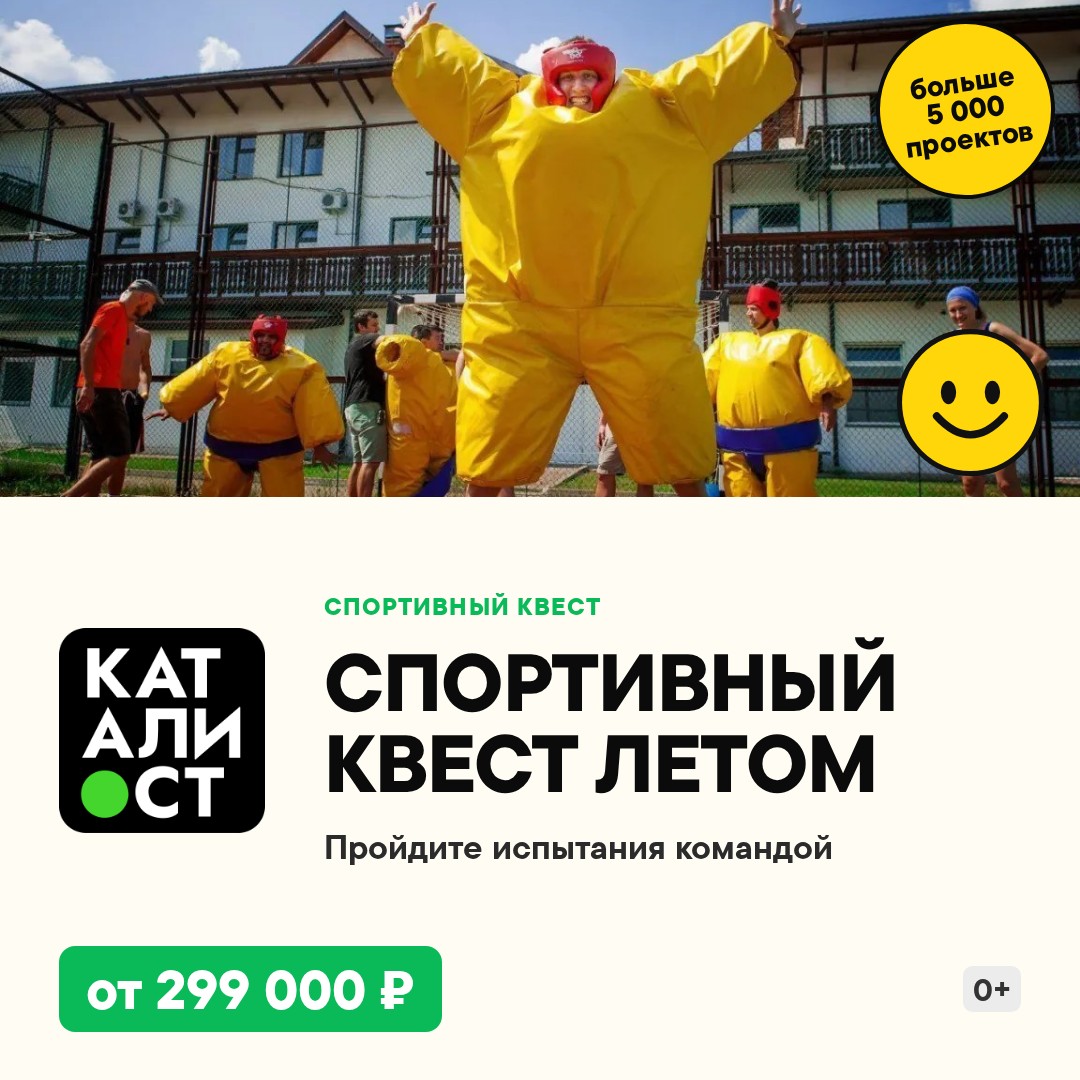 больше
5 000
проектов
СПОРТИВНЫЙ КВЕСТ
КАТ
АЛИ
СТ
СПОРТИВНЫЙ
КВЕСТ ЛЕТОМ
Пройдите испытания командой
от 299 000 ₽
0+